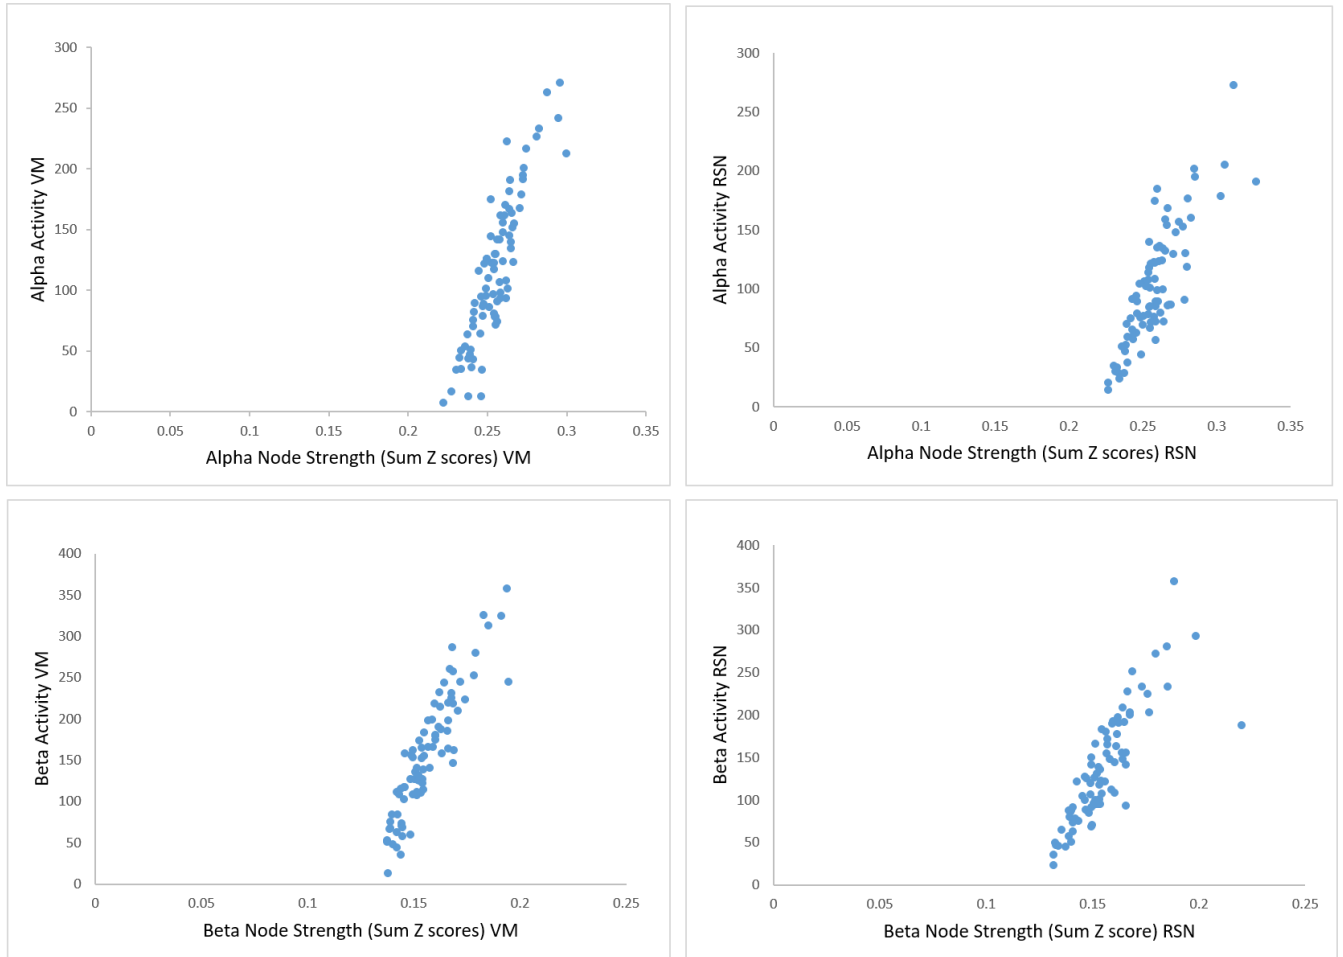 300
250
200
150
100
50
0
Alpha Activity VM
0 0.05 0.1 0.15 0.2 0.25 0.3 0.35
Alpha Node Strength (Sum Z scores) VM
300
250
200
150
100
50
0
Alpha Activity RSN
0 0.05 0.1 0.15 0.2 0.25 0.3 0.35
Alpha Node Strength (Sum Z scores) RSN
400
350
300
250
200
150
100
50
0
Beta Activity VM
0 0.05 0.1 0.15 0.2 0.25
Beta Node Strength (Sum Z scores) VM
400
350
300
250
200
150
100
50
0
Beta Activity RSN
0 0.05 0.1 0.15 0.2 0.25
Beta Node Strength (Sum Z score) RSN